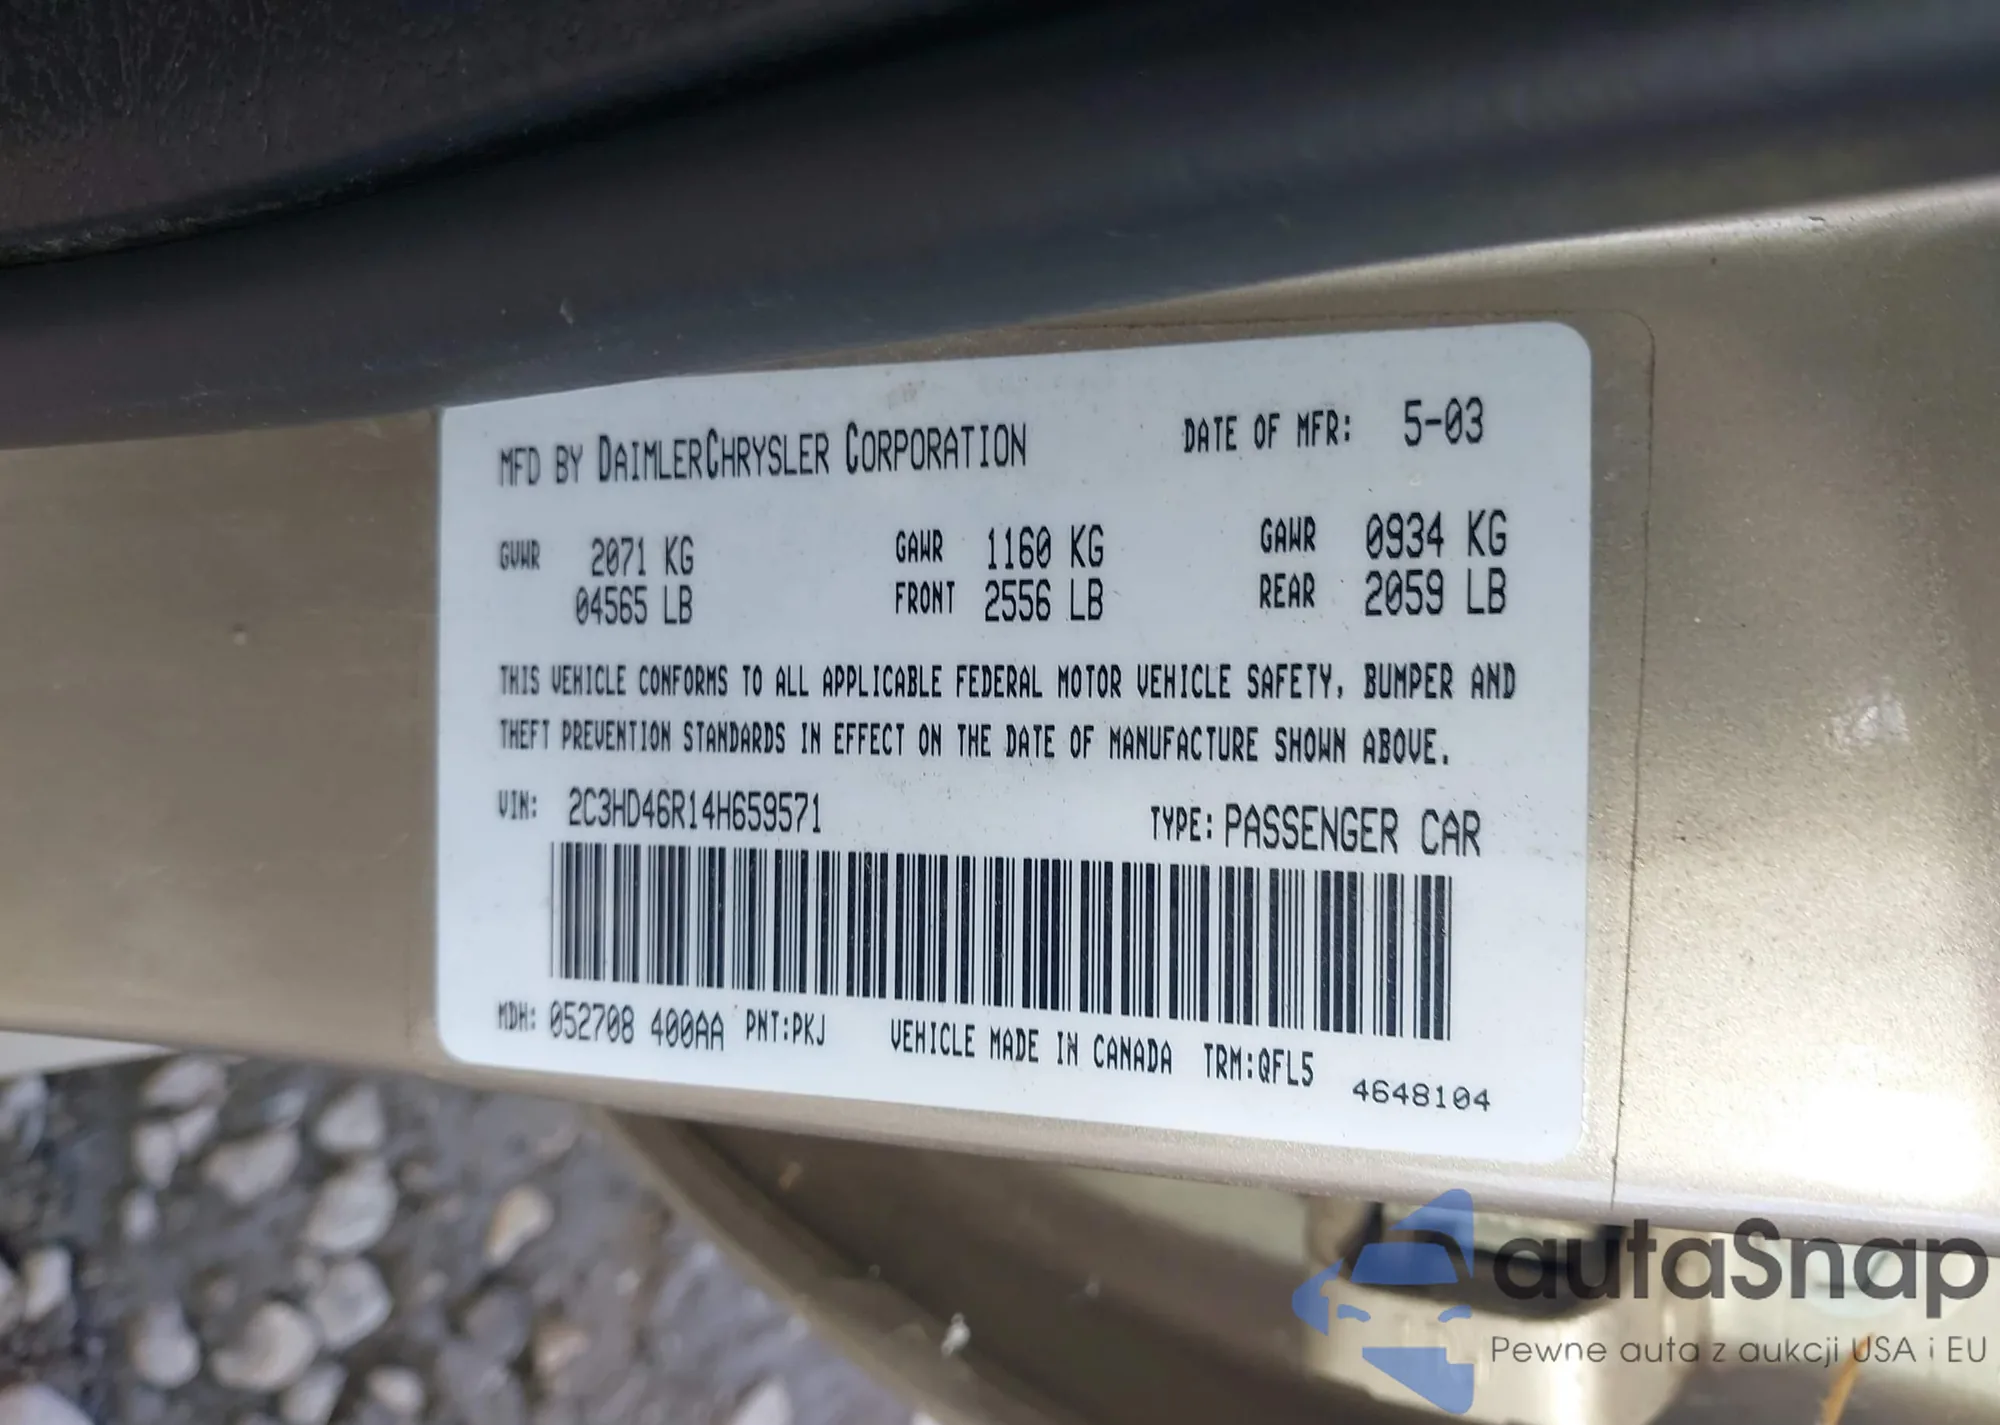 MFD BY DAIMLERCHRYSLER CORPORATION DATE OF MFR: 5-03
GVWR 2071 KG GAWR 1160 KG GAWR 0934 KG
04565 LB FRONT 2556 LB REAR 2059 LB
THIS VEHICLE CONFORMS TO ALL APPLICABLE FEDERAL MOTOR VEHICLE SAFETY, BUMPER AND
THEFT PREVENTION STANDARDS IN EFFECT ON THE DATE OF MANUFACTURE SHOWN ABOVE.
VIN: 2C3HD46R14H659571 TYPE: PASSENGER CAR
MDH: 052708 400AA PNT:PKJ VEHICLE MADE IN CANADA TRM:QFL5
4648104
autaSnap
Pewne auta z aukcji USA i EU